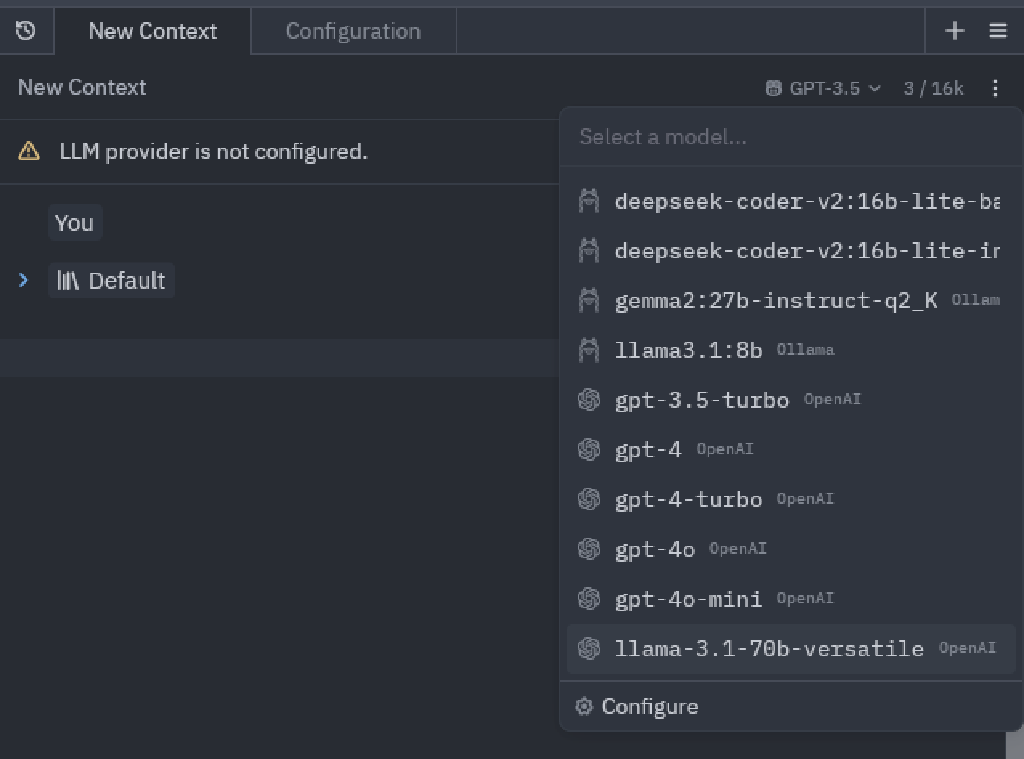 New Context Configuration
New Context GPT-3.5 3 / 16k
LLM provider is not configured.
You
Default
Select a model...
deepseek-coder-v2:16b-lite-ba
deepseek-coder-v2:16b-lite-in
gemma2:27b-instruct-q2_K Ollam
llama3.1:8b Ollama
gpt-3.5-turbo OpenAI
gpt-4 OpenAI
gpt-4-turbo OpenAI
gpt-4o OpenAI
gpt-4o-mini OpenAI
llama-3.1-70b-versatile OpenAI
Configure